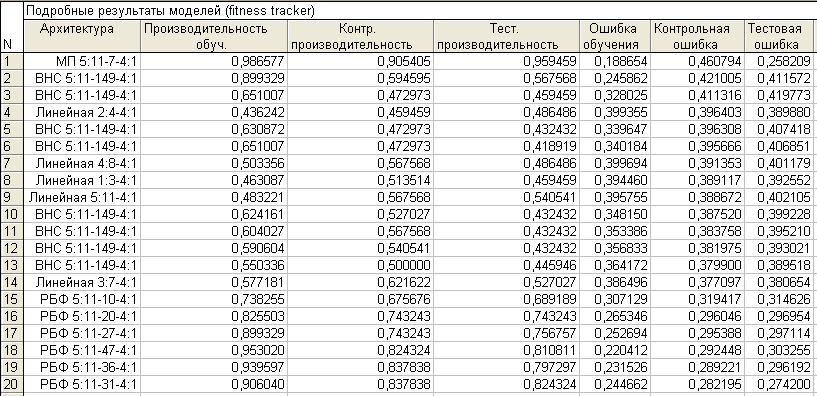 Подробные результаты моделей (fitness tracker)
N Архитектура Производительность обуч. Контр. производительность Тест. производительность Ошибка обучения Контрольная ошибка Тестовая ошибка
1 МП 5:11-7-4:1 0,986577 0,905405 0,959459 0,188654 0,460794 0,258209
2 ВНС 5:11-149-4:1 0,899329 0,594595 0,567568 0,245862 0,421005 0,411572
3 ВНС 5:11-149-4:1 0,651007 0,472973 0,459459 0,328025 0,411316 0,419773
4 Линейная 2:4-4:1 0,436242 0,459459 0,486486 0,399355 0,396403 0,389880
5 ВНС 5:11-149-4:1 0,630872 0,472973 0,432432 0,339647 0,396308 0,407418
6 ВНС 5:11-149-4:1 0,651007 0,472973 0,418919 0,340184 0,395666 0,406851
7 Линейная 4:8-4:1 0,503356 0,567568 0,486486 0,399694 0,391353 0,401179
8 Линейная 1:3-4:1 0,463087 0,513514 0,459459 0,394460 0,389117 0,392552
9 Линейная 5:11-4:1 0,483221 0,567568 0,540541 0,395755 0,388672 0,402105
10 ВНС 5:11-149-4:1 0,624161 0,527027 0,432432 0,348150 0,387520 0,399228
11 ВНС 5:11-149-4:1 0,604027 0,567568 0,432432 0,353386 0,383758 0,395210
12 ВНС 5:11-149-4:1 0,590604 0,540541 0,432432 0,356833 0,381975 0,393021
13 ВНС 5:11-149-4:1 0,550336 0,500000 0,445946 0,364172 0,379900 0,389518
14 Линейная 3:7-4:1 0,577181 0,621622 0,527027 0,386496 0,377097 0,380654
15 РБФ 5:11-10-4:1 0,738255 0,675676 0,689189 0,307129 0,319417 0,314626
16 РБФ 5:11-20-4:1 0,825503 0,743243 0,743243 0,265346 0,296046 0,296954
17 РБФ 5:11-27-4:1 0,899329 0,743243 0,756757 0,252694 0,295388 0,297114
18 РБФ 5:11-47-4:1 0,953020 0,824324 0,810811 0,220412 0,292448 0,303255
19 РБФ 5:11-36-4:1 0,939597 0,837838 0,797297 0,231526 0,289221 0,296192
20 РБФ 5:11-31-4:1 0,906040 0,837838 0,824324 0,244662 0,282195 0,274200